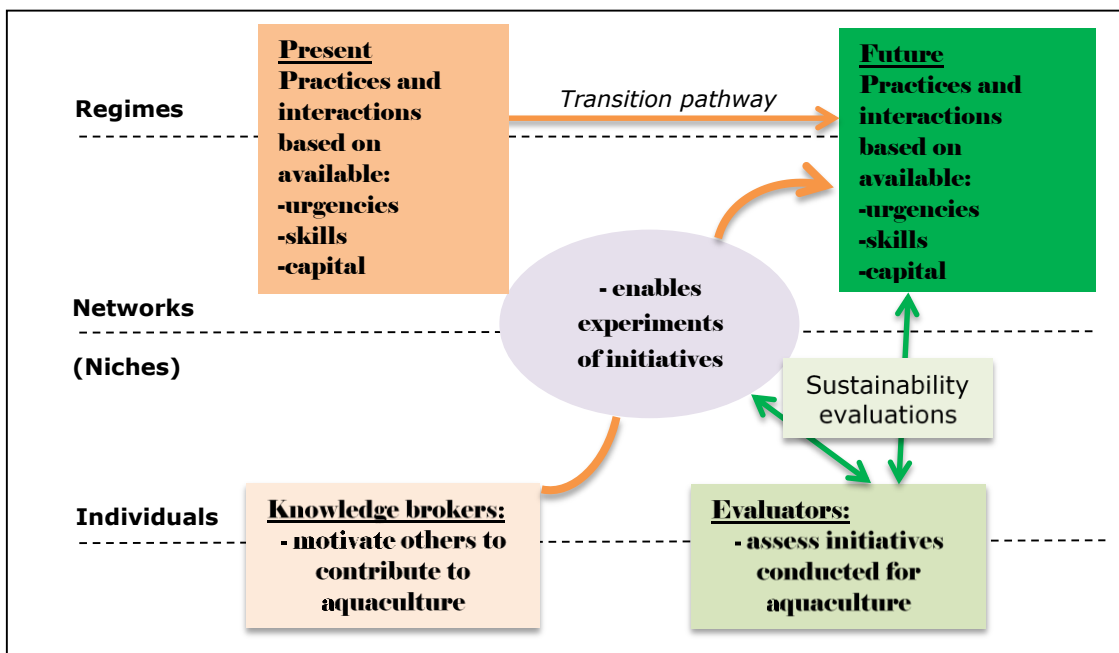 Present
Practices and
interactions
based on
available:
-urgencies
-skills
-capital
Transition pathway
Future
Practices and
interactions
based on
available:
-urgencies
-skills
-capital
Regimes
Networks
(Niches)
- enables
experiments
of initiatives
Sustainability
evaluations
Individuals
Knowledge brokers:
- motivate others to
contribute to
aquaculture
Evaluators:
- assess initiatives
conducted for
aquaculture